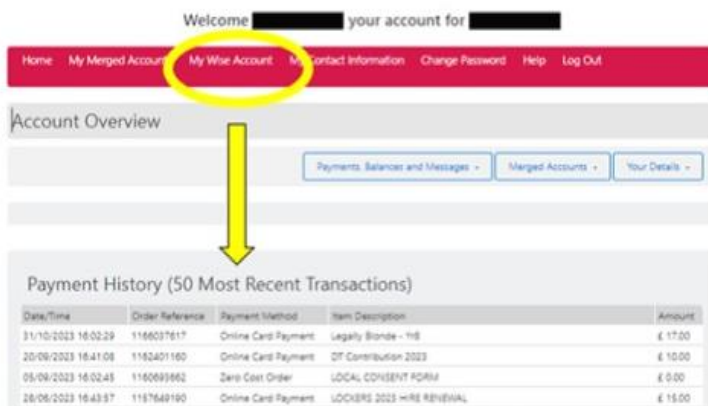 Welcome your account for
Home My Merged Account My Wise Account My Contact Information Change Password Help Log Out
Account Overview
Payments, Balances and Messages Merged Accounts Your Details
Payment History (50 Most Recent Transactions)
Date/Time Order Reference Payment Method Item Description Amount
31/10/2023 16:02:29 1166037617 Online Card Payment Legally Blonde - Yr8 £ 17.00
20/09/2023 16:41:08 1162401160 Online Card Payment DT Contribution 2023 £ 10.00
05/09/2023 16:02:45 1160693662 Zero Cost Order LOCAL CONSENT FORM £ 0.00
28/06/2023 16:43:57 1157649190 Online Card Payment LOCKERS 2023 HIRE RENEWAL £ 15.00